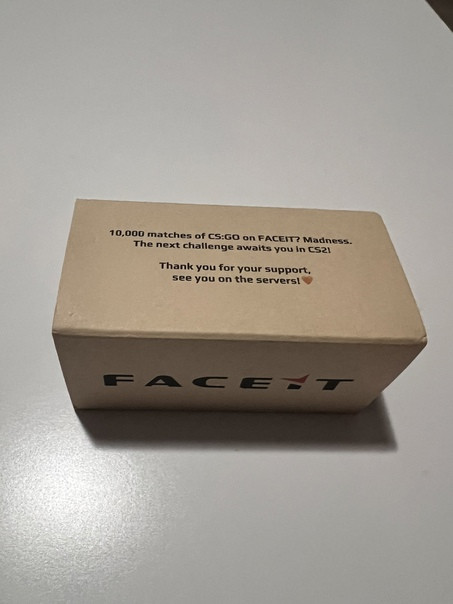 10,000 matches of CS:GO on FACEIT? Madness.
The next challenge awaits you in CS2!
Thank you for your support,
see you on the servers!🧡
FACEIT